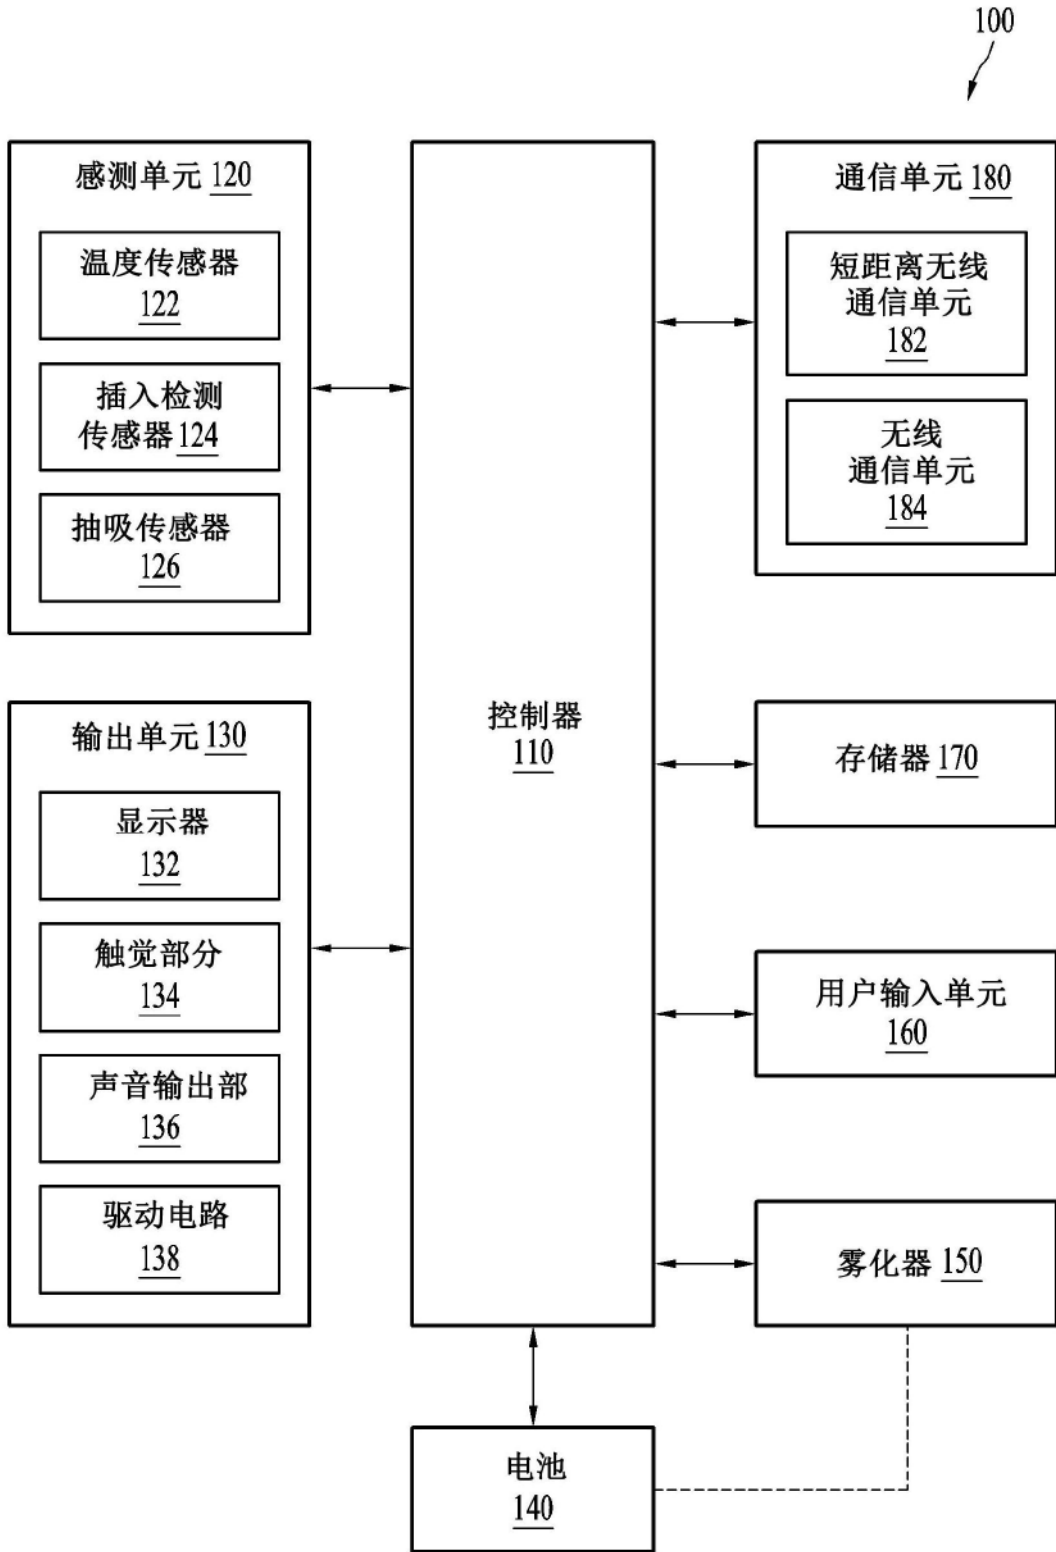 100
感测单元 120
温度传感器
122
插入检测
传感器 124
抽吸传感器
126
输出单元 130
显示器
132
触觉部分
134
声音输出部
136
驱动电路
138
控制器
110
电池
140
通信单元 180
短距离无线
通信单元
182
无线
通信单元
184
存储器 170
用户输入单元
160
雾化器 150